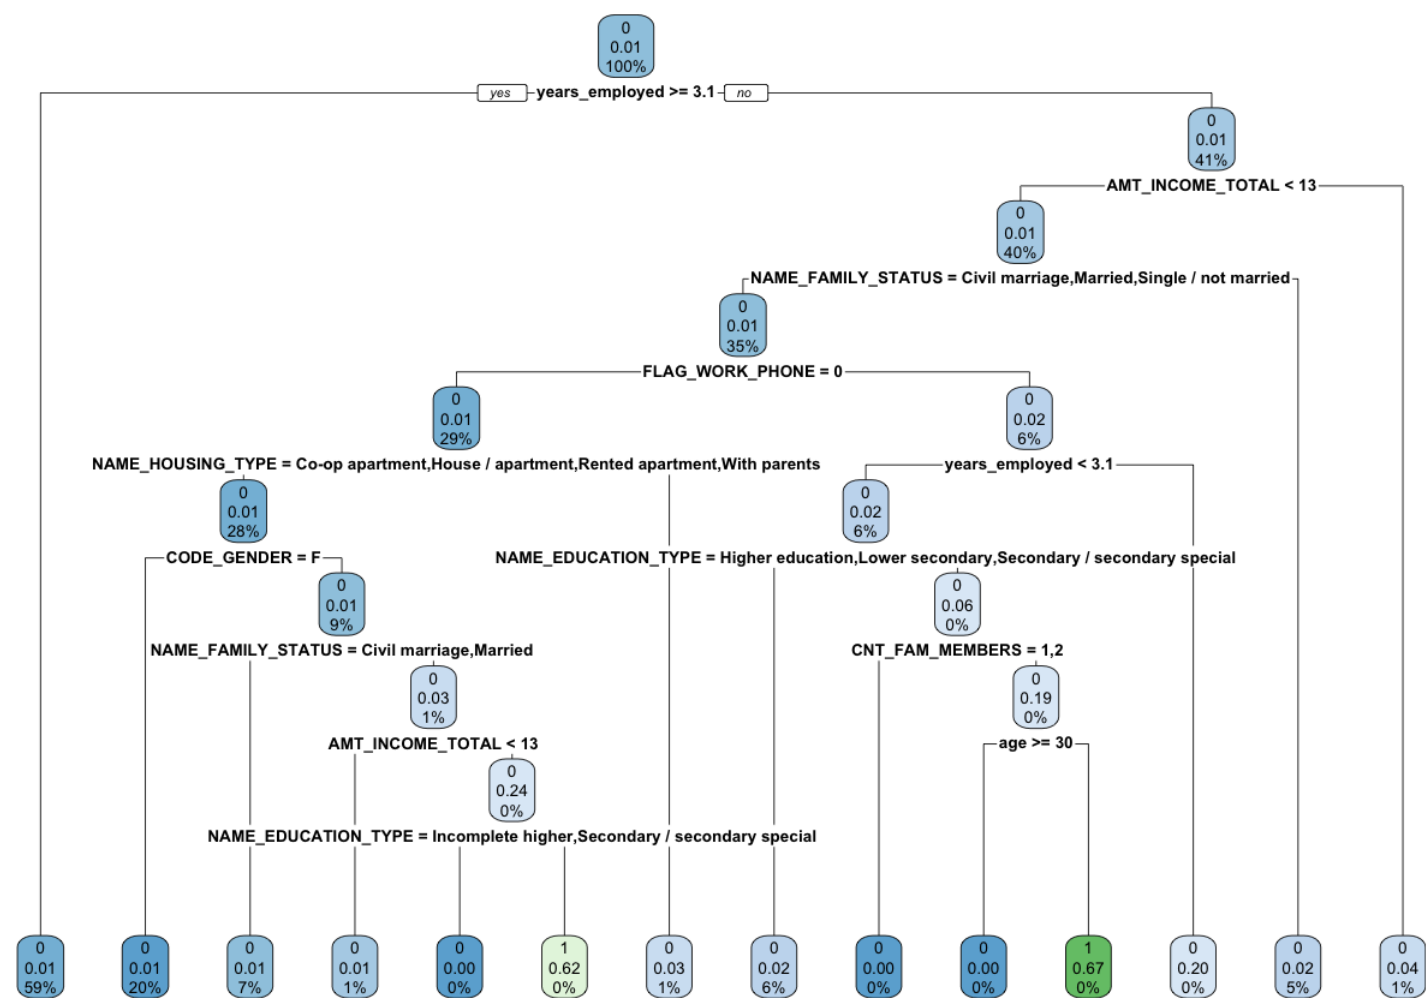 0
0.01
100%
yes years_employed >= 3.1 no
0
0.01
41%
AMT_INCOME_TOTAL < 13
0
0.01
40%
NAME_FAMILY_STATUS = Civil marriage,Married,Single / not married
0
0.01
35%
FLAG_WORK_PHONE = 0
0 0
0.01 0.02
29% 6%
NAME_HOUSING_TYPE = Co-op apartment,House / apartment,Rented apartment,With parents years_employed < 3.1
0 0
0.01 0.02
28% 6%
CODE_GENDER = F NAME_EDUCATION_TYPE = Higher education,Lower secondary,Secondary / secondary special
0 0
0.01 0.06
9% 0%
NAME_FAMILY_STATUS = Civil marriage,Married CNT_FAM_MEMBERS = 1,2
0 0
0.03 0.19
1% 0%
AMT_INCOME_TOTAL < 13 age >= 30
0
0.24
0%
NAME_EDUCATION_TYPE = Incomplete higher,Secondary / secondary special
0 0 0 0 0 1 0 0 0 0 1 0 0 0
0.01 0.01 0.01 0.01 0.00 0.62 0.03 0.02 0.00 0.00 0.67 0.20 0.02 0.04
59% 20% 7% 1% 0% 0% 1% 6% 0% 0% 0% 0% 5% 1%